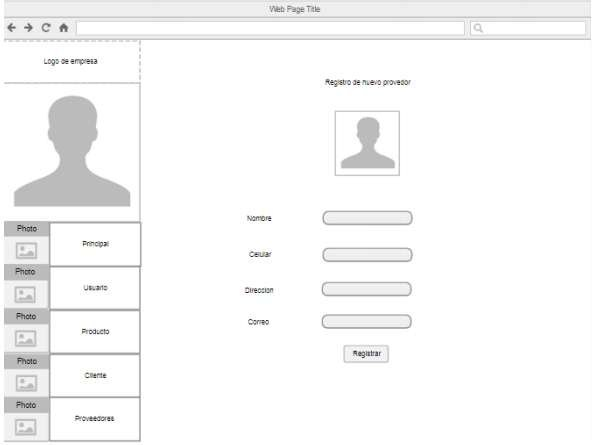 Web Page Title
Logo de empresa
Registro de nuevo provedor
Photo
Principal
Photo
Usuario
Photo
Producto
Photo
Cliente
Photo
Proveedores
Nombre
Celular
Direccion
Correo
Registrar